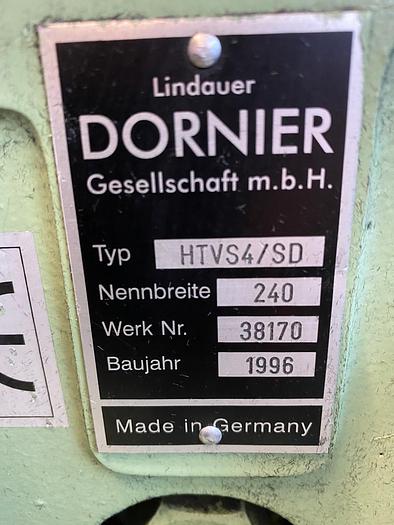 Lindauer
DORNIER
Gesellschaft m.b.H.
Typ HTVS4/SD
Nennbreite 240
Werk Nr. 38170
Baujahr 1996
Made in Germany